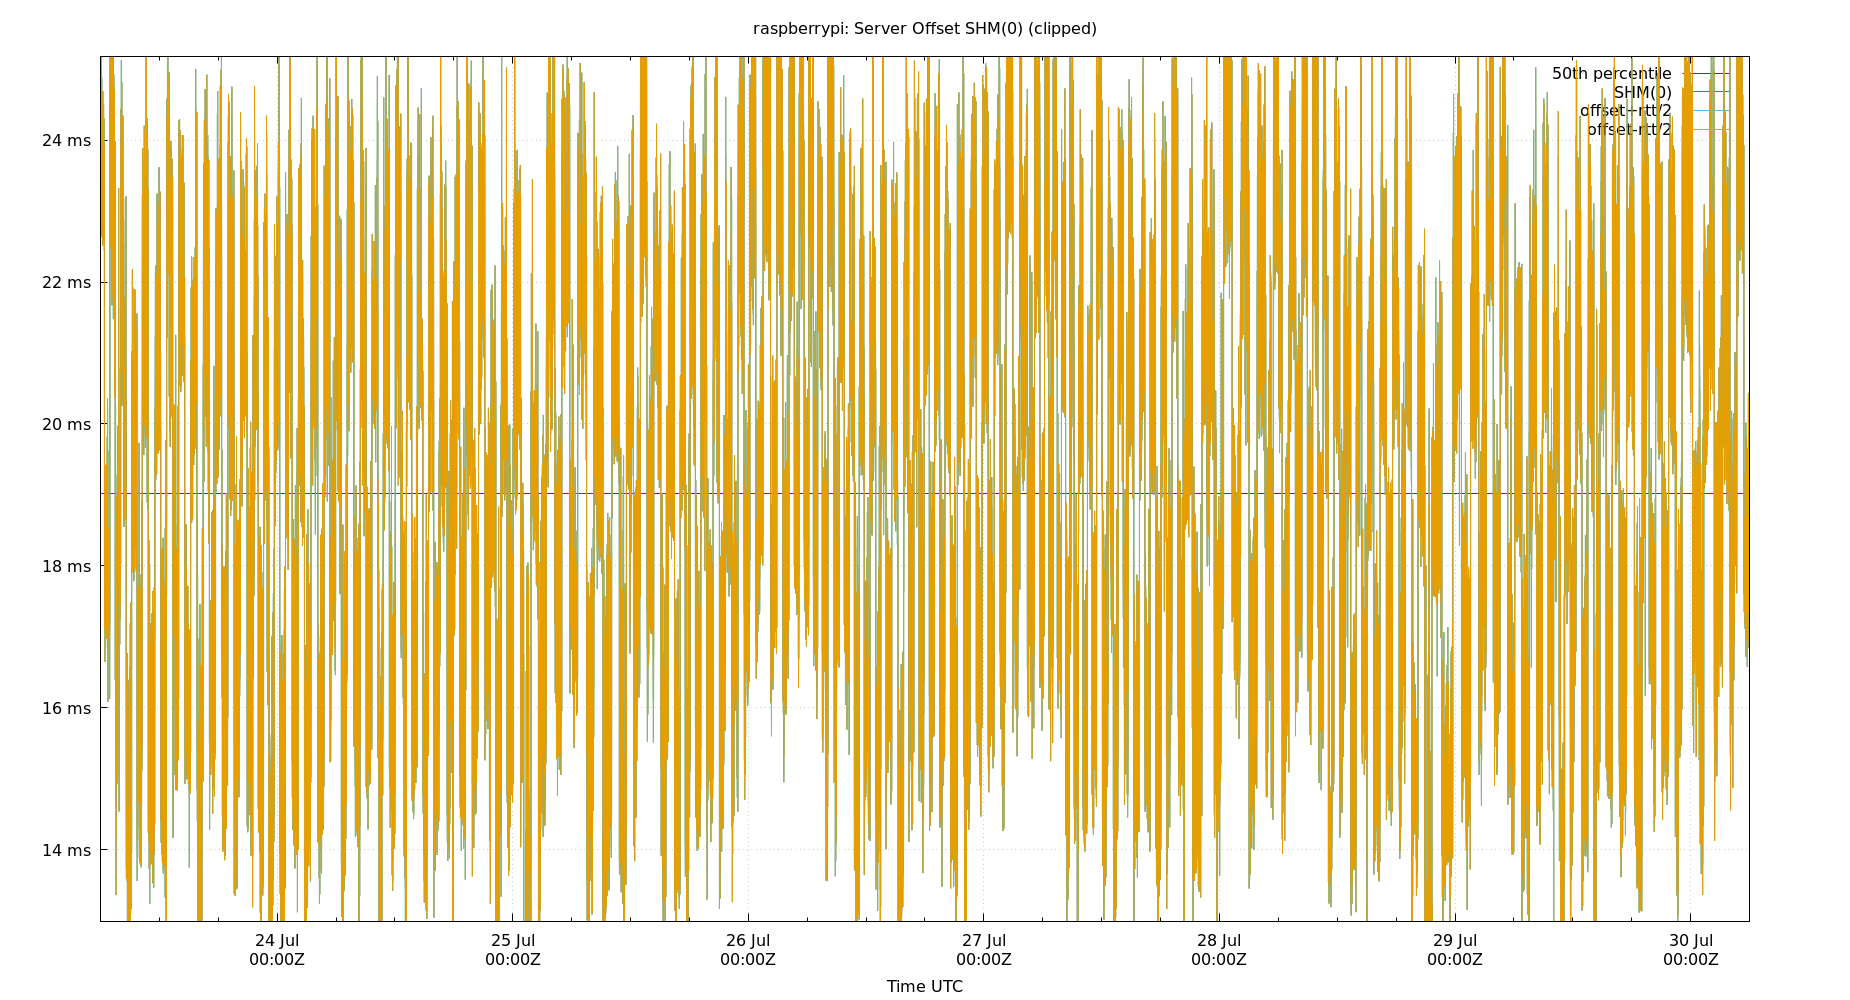 raspberrypi: Server Offset SHM(0) (clipped)
50th percentile
SHM(0)
offset+rtt/2
offset-rtt/2
24 ms
22 ms
20 ms
18 ms
16 ms
14 ms
24 Jul
00:00Z
25 Jul
00:00Z
26 Jul
00:00Z
27 Jul
00:00Z
28 Jul
00:00Z
29 Jul
00:00Z
30 Jul
00:00Z
Time UTC